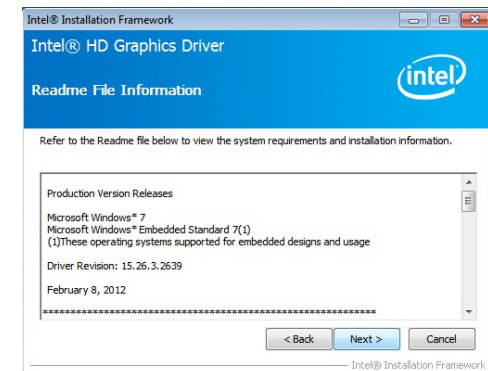 Intel® Installation Framework
Intel® HD Graphics Driver
Readme File Information
intel
Refer to the Readme file below to view the system requirements and installation information.
Production Version Releases
Microsoft Windows* 7
Microsoft Windows* Embedded Standard 7(1)
(1)These operating systems supported for embedded designs and usage
Driver Revision: 15.26.3.2639
February 8, 2012
***************************************************************
< Back
Next >
Cancel
Intel® Installation Framework